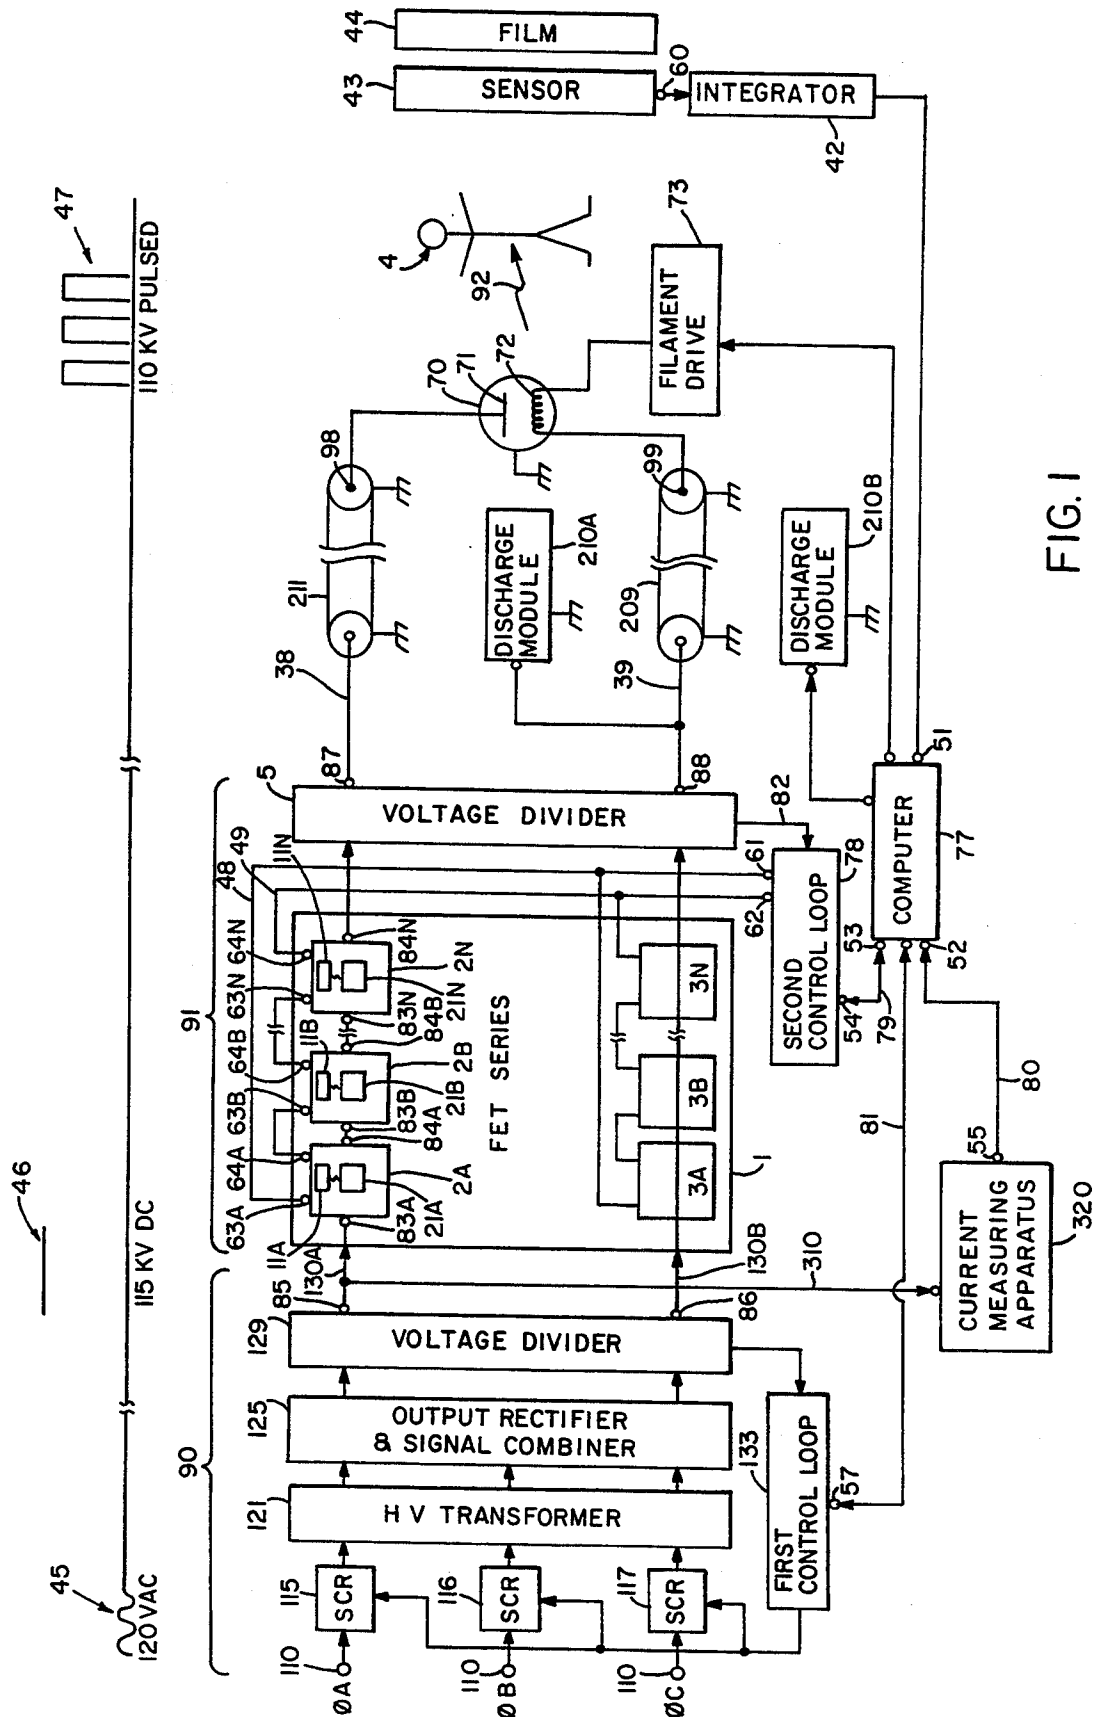 46
45
47
120VAC
115 KV DC
110 KV PULSED
90
91
ØA
110
115
SCR
ØB
110
116
SCR
ØC
110
117
SCR
121
HV TRANSFORMER
125
OUTPUT RECTIFIER
& SIGNAL COMBINER
129
VOLTAGE DIVIDER
85
86
130A
130B
310
133
FIRST
CONTROL LOOP
57
63A
64A
63B
64B
63N
64N
48
49
11A
11B
11N
83A
21A
2A
84A
83B
21B
2B
84B
83N
21N
2N
84N
FET SERIES
3A
3B
3N
1
5
VOLTAGE DIVIDER
87
88
82
61
62
SECOND
CONTROL LOOP
78
54
79
53
52
51
COMPUTER
77
81
80
55
CURRENT
MEASURING
APPARATUS
320
38
39
211
209
98
99
DISCHARGE
MODULE
210A
DISCHARGE
MODULE
210B
70
71
72
FILAMENT
DRIVE
73
4
92
43
SENSOR
44
FILM
60
INTEGRATOR
42
FIG. 1